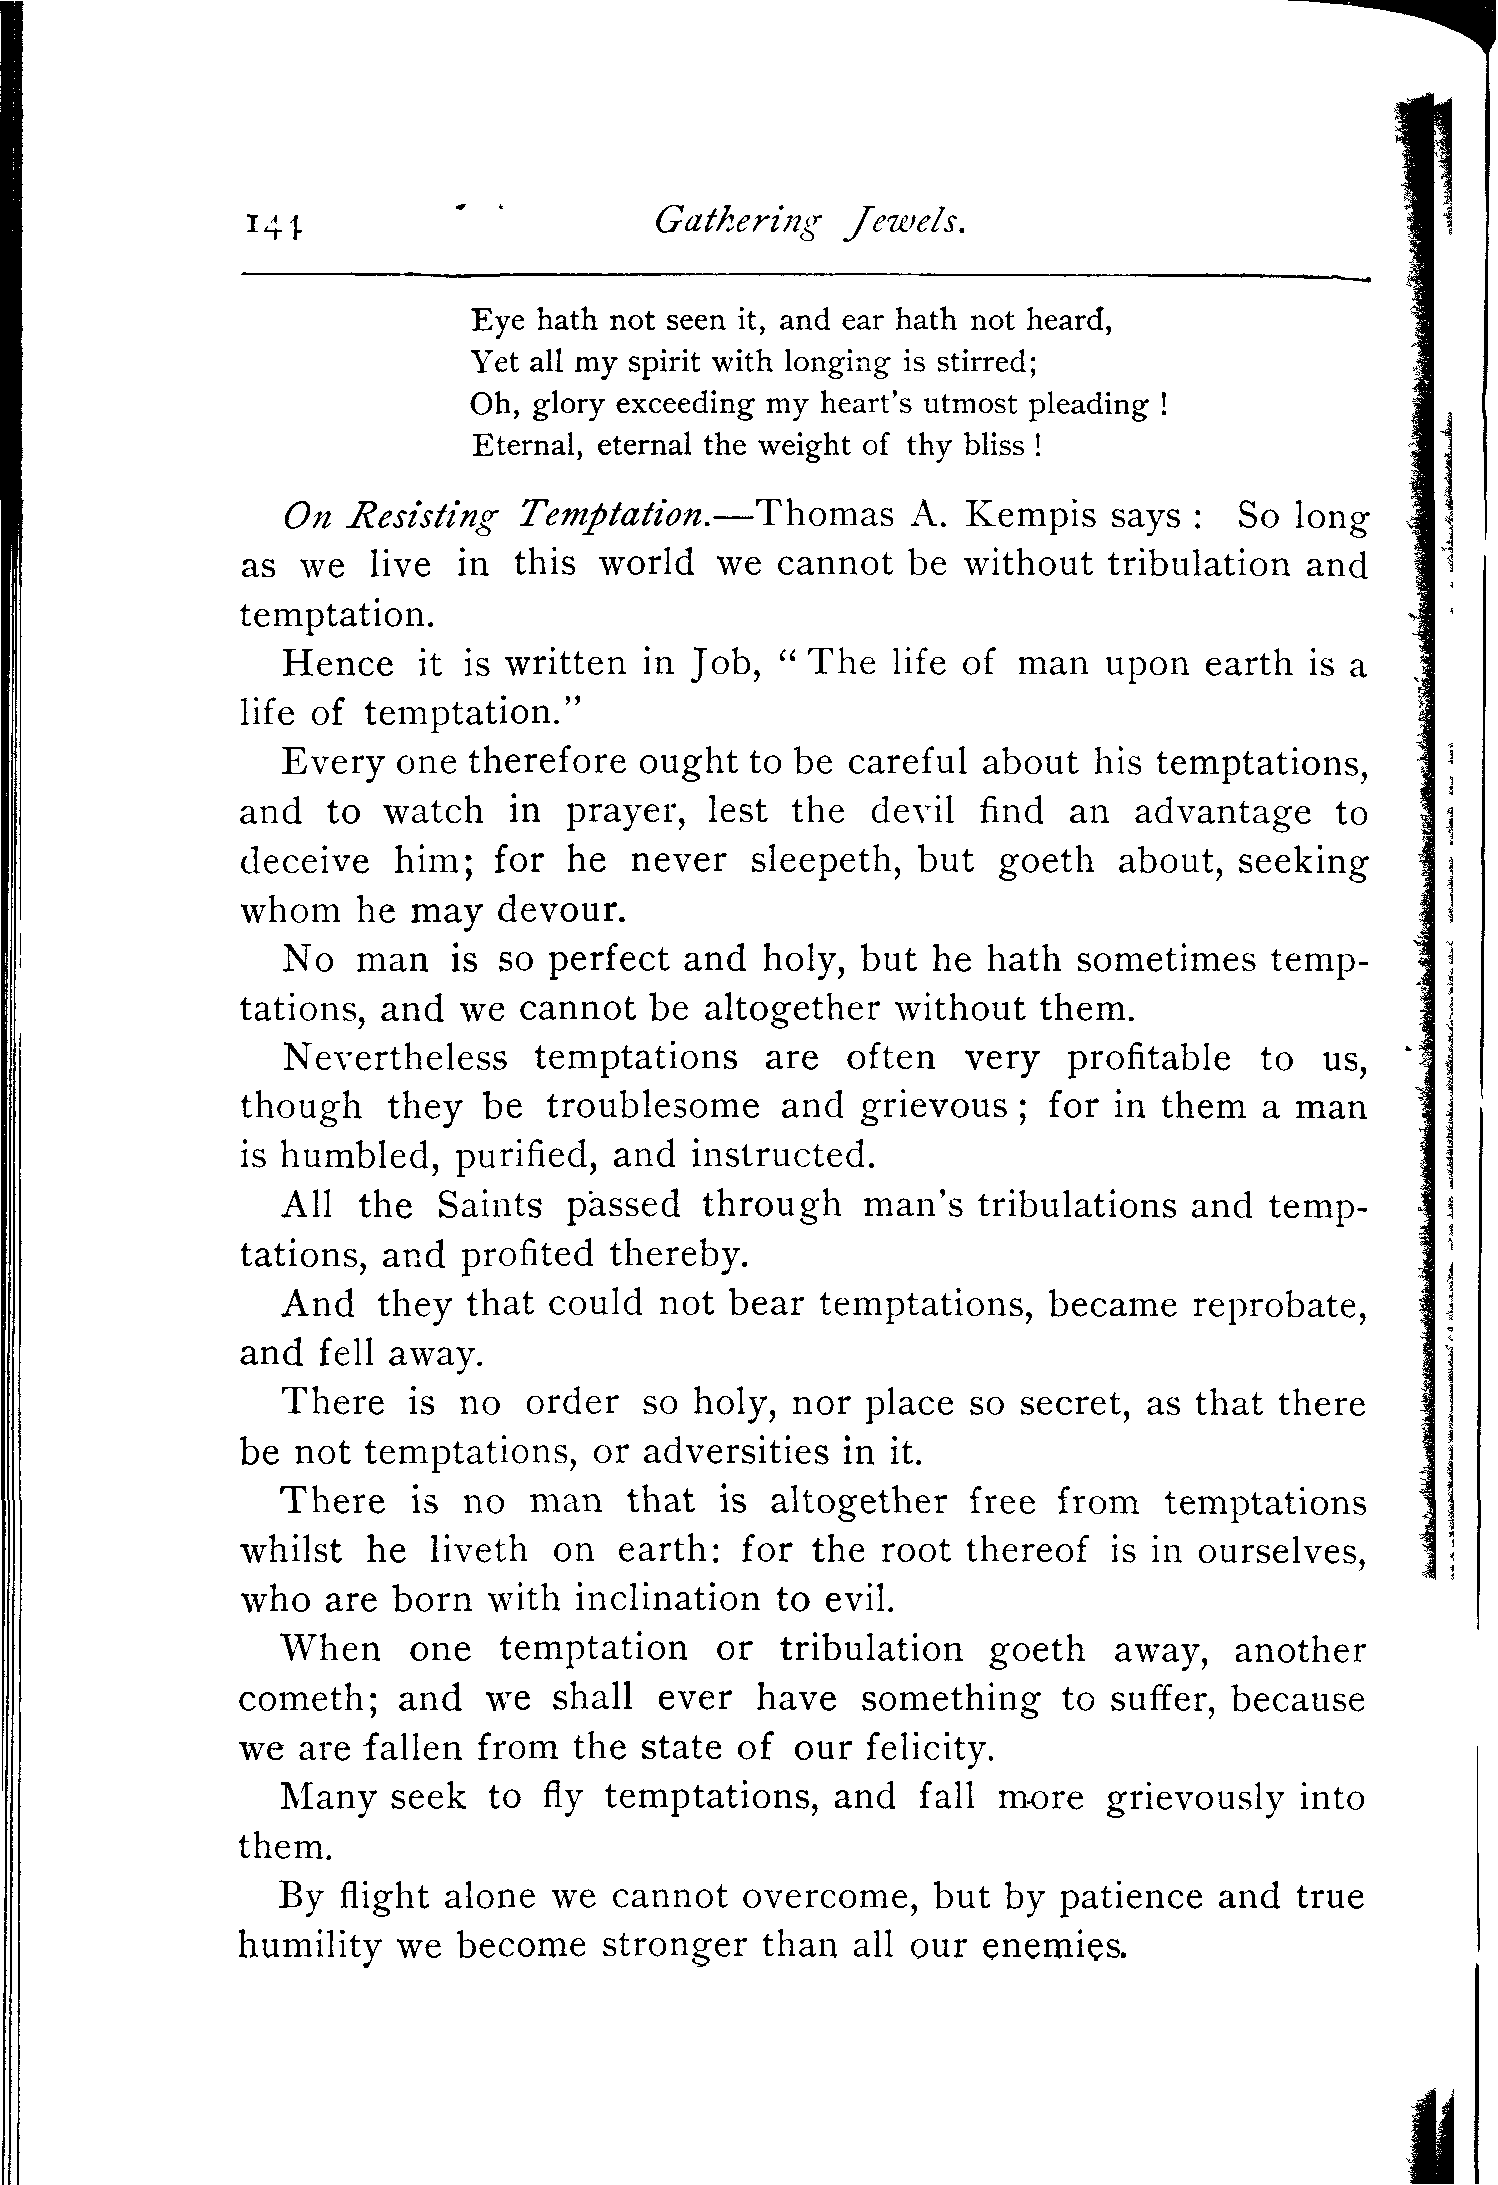 144 Gathering Jewels.
Eye hath not seen it, and ear hath not heard,
Yet all my spirit with longing is stirred;
Oh, glory exceeding my heart's utmost pleading !
Eternal, eternal the weight of thy bliss !
On Resisting Temptation.—Thomas A. Kempis says : So long
as we live in this world we cannot be without tribulation and
temptation.
Hence it is written in Job, “ The life of man upon earth is a
life of temptation.”
Every one therefore ought to be careful about his temptations,
and to watch in prayer, lest the devil find an advantage to
deceive him; for he never sleepeth, but goeth about, seeking
whom he may devour.
No man is so perfect and holy, but he hath sometimes temp-
tations, and we cannot be altogether without them.
Nevertheless temptations are often very profitable to us,
though they be troublesome and grievous ; for in them a man
is humbled, purified, and instructed.
All the Saints passed through man's tribulations and temp-
tations, and profited thereby.
And they that could not bear temptations, became reprobate,
and fell away.
There is no order so holy, nor place so secret, as that there
be not temptations, or adversities in it.
There is no man that is altogether free from temptations
whilst he liveth on earth: for the root thereof is in ourselves,
who are born with inclination to evil.
When one temptation or tribulation goeth away, another
cometh; and we shall ever have something to suffer, because
we are fallen from the state of our felicity.
Many seek to fly temptations, and fall more grievously into
them.
By flight alone we cannot overcome, but by patience and true
humility we become stronger than all our enemies.